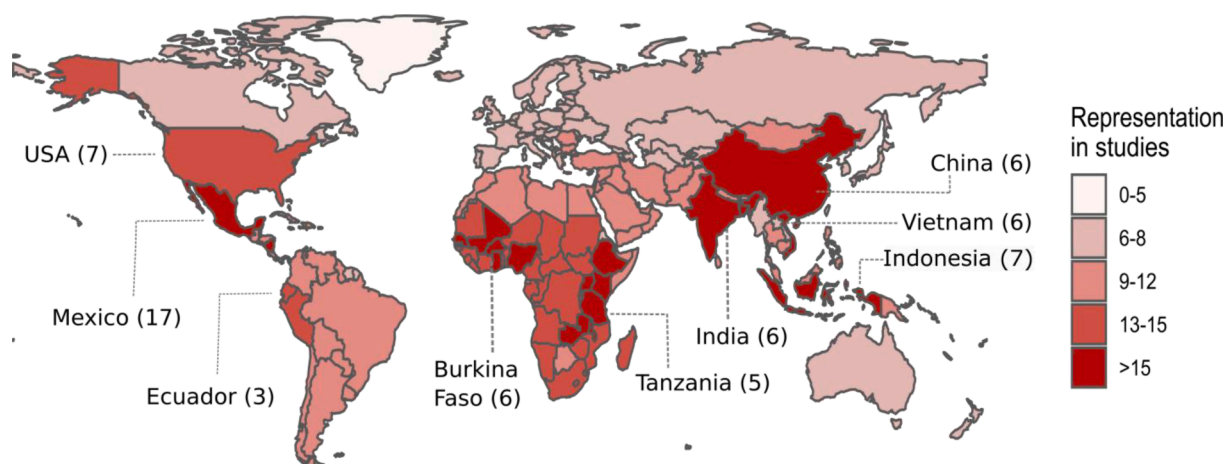 USA (7)
Mexico (17)
Ecuador (3)
Burkina
Faso (6)
Tanzania (5)
India (6)
China (6)
Vietnam (6)
Indonesia (7)
Representation
in studies
0-5
6-8
9-12
13-15
>15